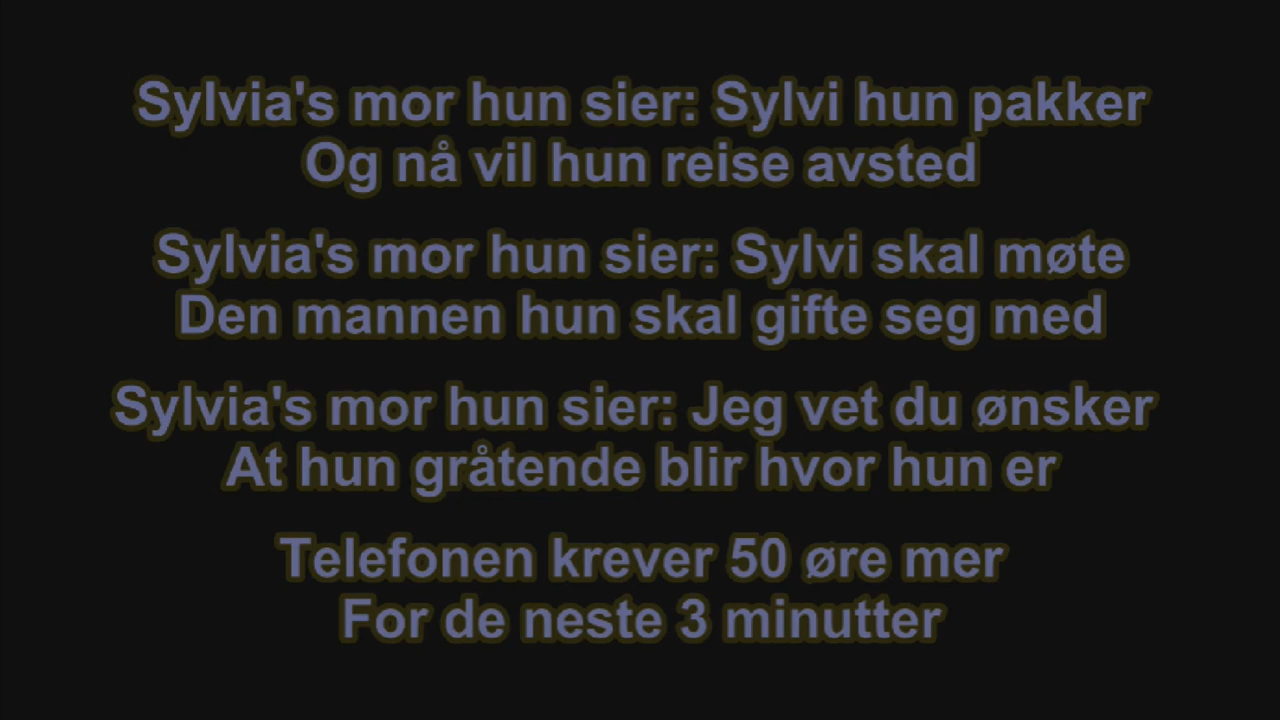 Sylvia's mor hun sier: Sylvi hun pakker
Og nå vil hun reise avsted
Sylvia's mor hun sier: Sylvi skal møte
Den mannen hun skal gifte seg med
Sylvia's mor hun sier: Jeg vet du ønsker
At hun gråtende blir hvor hun er
Telefonen krever 50 øre mer
For de neste 3 minutter